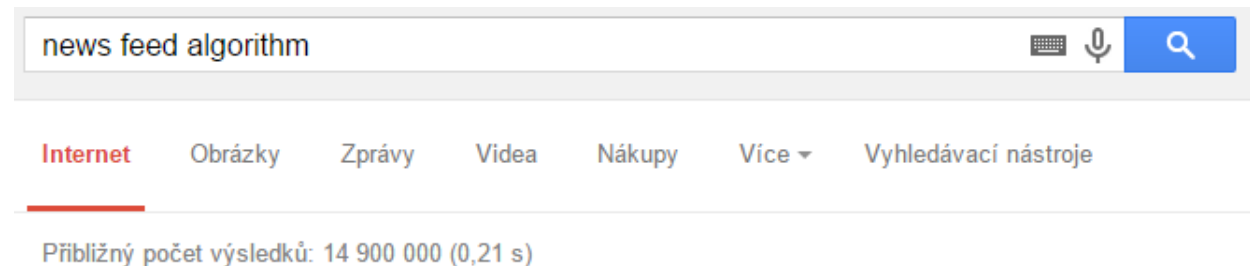 news feed algorithm
Internet Obrázky Zprávy Videa Nákupy Více Vyhledávací nástroje
Přibližný počet výsledků: 14 900 000 (0,21 s)